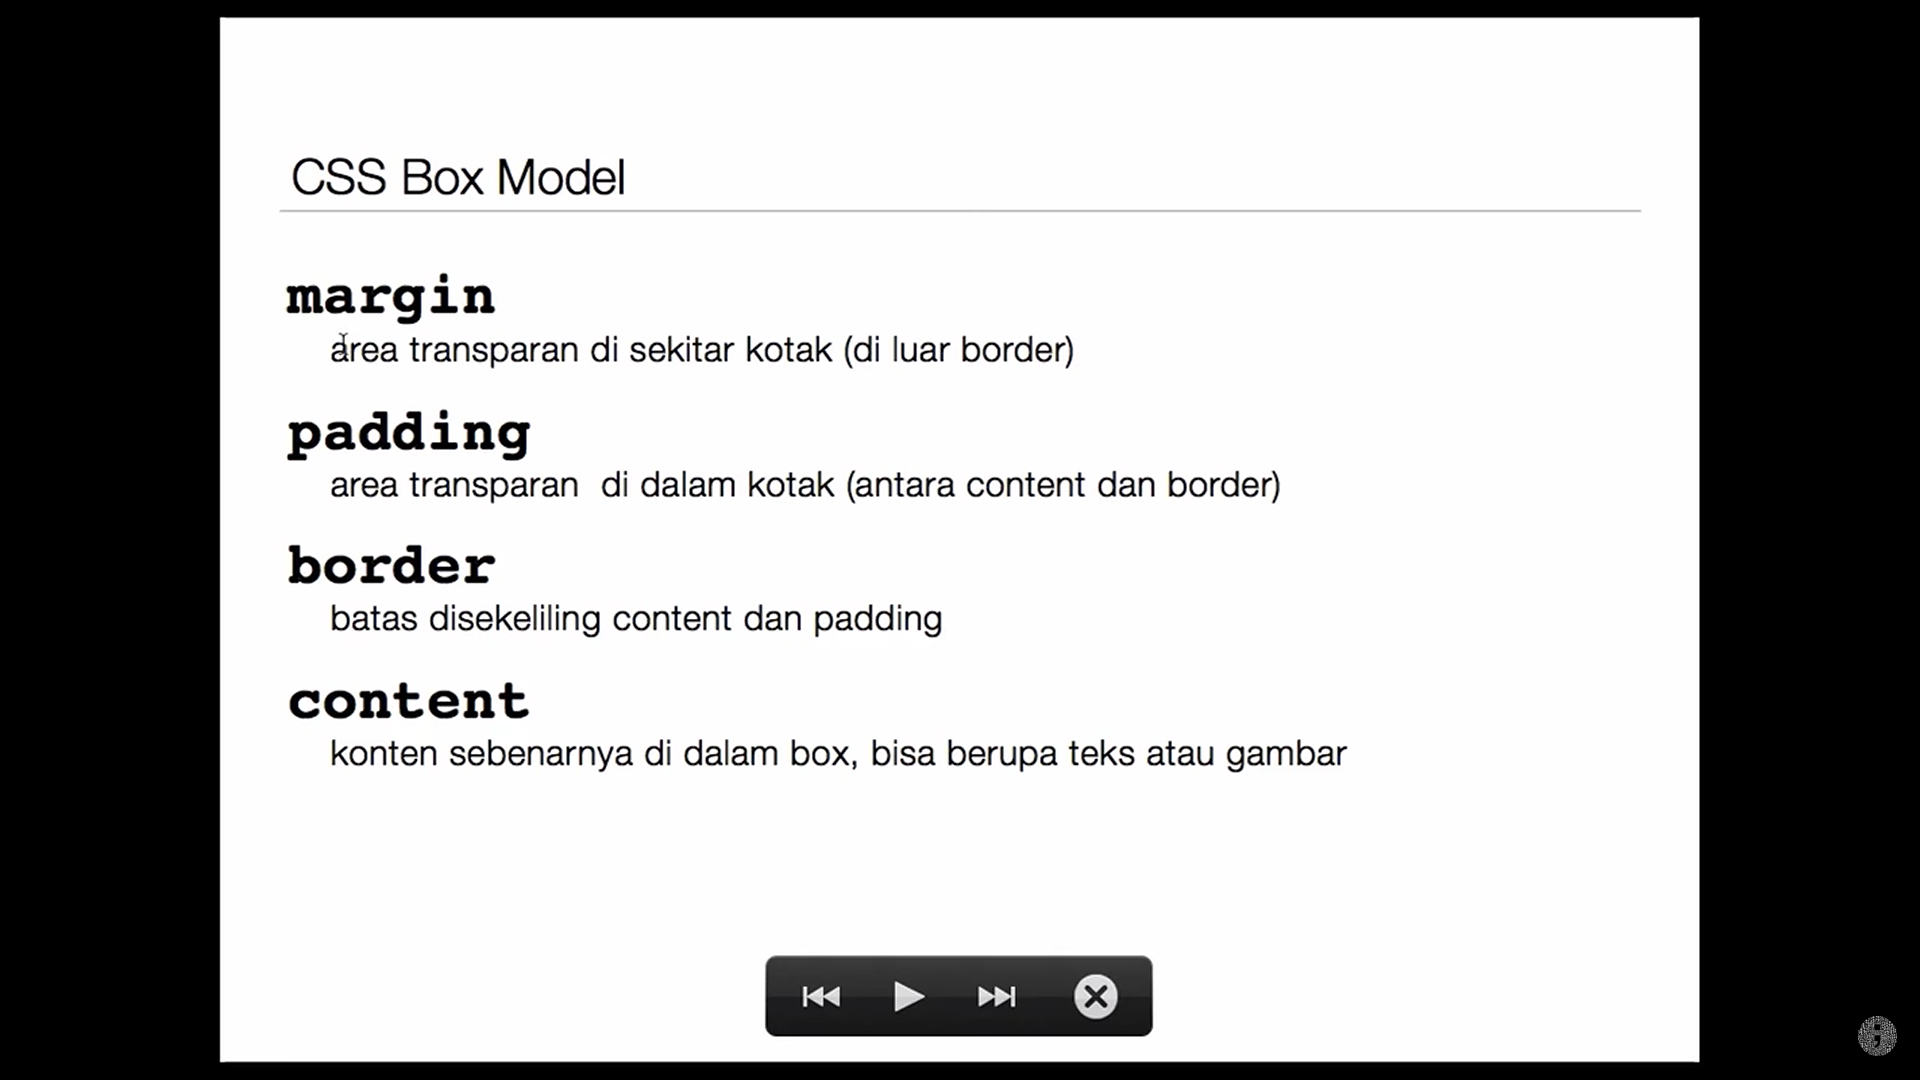 CSS Box Model
margin
area transparan di sekitar kotak (di luar border)
padding
area transparan  di dalam kotak (antara content dan border)
border
batas disekeliling content dan padding
content
konten sebenarnya di dalam box, bisa berupa teks atau gambar